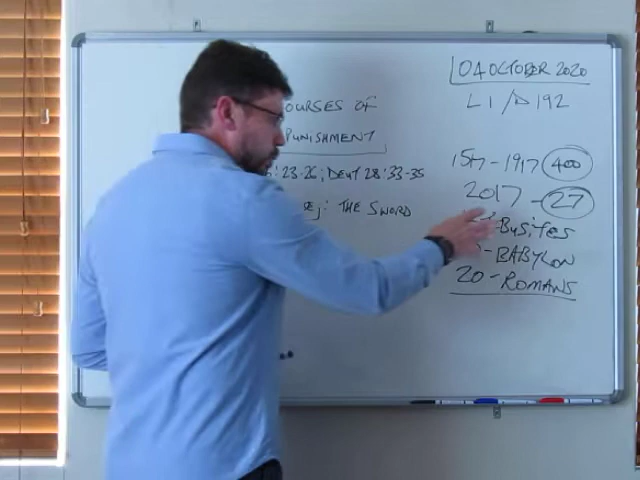 04 OCTOBER 2020
L1/D192
OURSES OF
PUNISHMENT
1517-1917 400
: 23-26; DEUT 28:33-35
2017 - 27
: THE SWORD
BUSITES
- BABYLON
20 - ROMANS